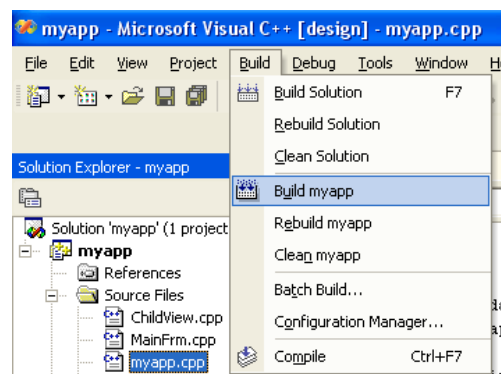 myapp - Microsoft Visual C++ [design] - myapp.cpp
File Edit View Project Build Debug Tools Window
Build Solution F7
Rebuild Solution
Clean Solution
Solution Explorer - myapp
Build myapp
Rebuild myapp
Clean myapp
Batch Build...
Configuration Manager...
Compile Ctrl+F7
Solution 'myapp' (1 project
myapp
References
Source Files
ChildView.cpp
MainFrm.cpp
myapp.cpp